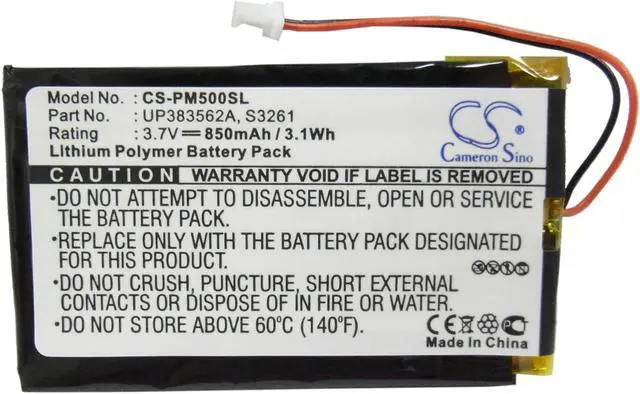 Model No. : CS-PM500SL
Part No. : UP383562A, S3261
Rating : 3.7V⎓850mAh / 3.1Wh
Lithium Polymer Battery Pack
CS
Cameron Sino
CAUTION WARRANTY VOID IF LABEL REMOVED
•DO NOT ATTEMPT TO DISASSEMBLE, OPEN OR SERVICE
THE BATTERY PACK.
•REPLACE ONLY WITH THE BATTERY PACK DESIGNATED
FOR THIS PRODUCT.
•DO NOT CRUSH, PUNCTURE, SHORT EXTERNAL
CONTACTS OR DISPOSE IN FIRE OR WATER.
•DO NOT STORE ABOVE 60°C (140°F).
CE
Made In China